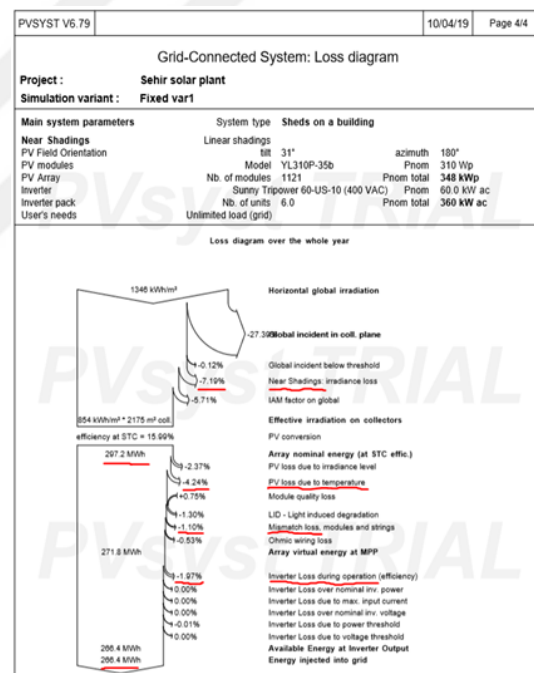 PVSYST V6.79 10/04/19 Page 4/4
Grid-Connected System: Loss diagram
Project : Sehir solar plant
Simulation variant : Fixed var1
Main system parameters System type Sheds on a building
Near Shadings Linear shadings
PV Field Orientation tilt 31° azimuth 180°
PV modules Model YL310P-35b Pnom 310 Wp
PV Array Nb. of modules 1121 Pnom total 348 kWp
Inverter Sunny Tripower 60-US-10 (400 VAC) Pnom 60.0 kW ac
Inverter pack Nb. of units 6.0 Pnom total 360 kW ac
User's needs Unlimited load (grid)
Loss diagram over the whole year
1346 kWh/m² Horizontal global irradiation
-27.39% Global incident in coll. plane
-0.12% Global incident below threshold
-7.19% Near Shadings: irradiance loss
-5.71% IAM factor on global
854 kWh/m² * 2175 m² coll. Effective irradiation on collectors
efficiency at STC = 15.99% PV conversion
297.2 MWh Array nominal energy (at STC effic.)
-2.37% PV loss due to irradiance level
-4.24% PV loss due to temperature
+0.75% Module quality loss
-1.30% LID - Light induced degradation
-1.10% Mismatch loss, modules and strings
-0.53% Ohmic wiring loss
271.8 MWh Array virtual energy at MPP
-1.97% Inverter Loss during operation (efficiency)
0.00% Inverter Loss over nominal inv. power
0.00% Inverter Loss due to max. input current
0.00% Inverter Loss over nominal inv. voltage
-0.01% Inverter Loss due to power threshold
0.00% Inverter Loss due to voltage threshold
266.4 MWh Available Energy at Inverter Output
266.4 MWh Energy injected into grid
PVsyst TRIAL
PVsyst TRIAL
PVsyst TRIAL